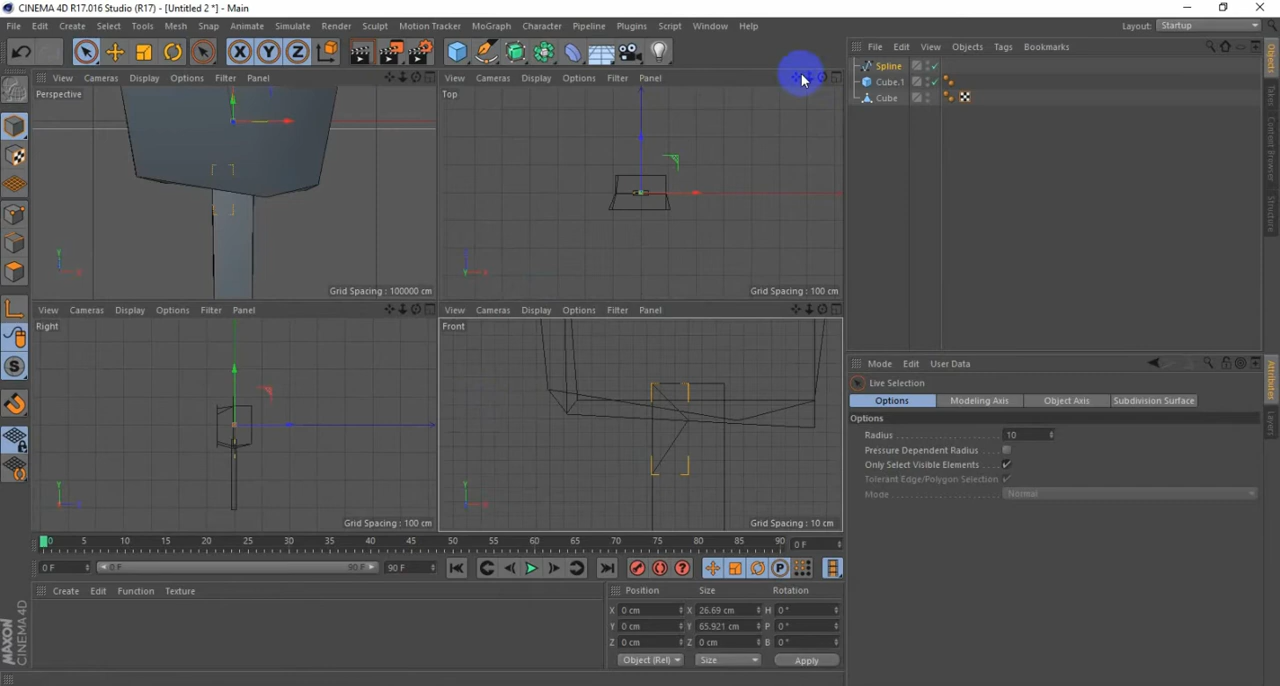 CINEMA 4D R17.016 Studio (R17) - [Untitled 2 *] - Main
File Edit Create Select Tools Mesh Snap Animate Simulate Render Sculpt Motion Tracker MoGraph Character Pipeline Plugins Script Window Help
Layout: Startup
X Y Z
File Edit View Objects Tags Bookmarks
Spline
Cube.1
Cube
View Cameras Display Options Filter Panel
Perspective
Y
X
Grid Spacing : 100000 cm
View Cameras Display Options Filter Panel
Top
Grid Spacing : 100 cm
View Cameras Display Options Filter Panel
Right
Y
Grid Spacing : 100 cm
View Cameras Display Options Filter Panel
Front
Y
X
Grid Spacing : 10 cm
Mode Edit User Data
Live Selection
Options Modeling Axis Object Axis Subdivision Surface
Options
Radius 10
Pressure Dependent Radius
Only Select Visible Elements
Tolerant Edge/Polygon Selection
Mode Normal
0 5 10 15 20 25 30 35 40 45 50 55 60 65 70 75 80 85 90 0 F
0 F 0 F 90 F 90 F
P
Create Edit Function Texture
Position Size Rotation
X 0 cm X 26.69 cm H 0 °
Y 0 cm Y 65.921 cm P 0 °
Z 0 cm Z 0 cm B 0 °
Object (Rel) Size Apply
MAXON
CINEMA4D
Objects
Takes
Content Browser
Structure
Attributes
Layers